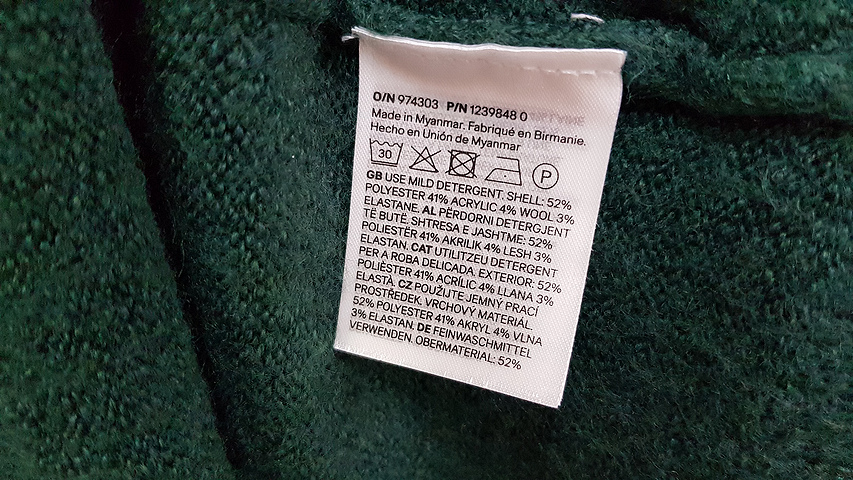 O/N 974303 P/N 1239848 0
Made in Myanmar. Fabriqué en Birmanie.
Hecho en Unión de Myanmar
30 P
GB USE MILD DETERGENT. SHELL: 52%
POLYESTER 41% ACRYLIC 4% WOOL 3%
ELASTANE. AL PËRDORNI DETERGJENT
TË BUTË. SHTRESA E JASHTME: 52%
POLIESTËR 41% AKRILIK 4% LESH 3%
ELASTAN. CAT UTILITZEU DETERGENT
PER A ROBA DELICADA. EXTERIOR: 52%
POLIÈSTER 41% ACRÍLIC 4% LLANA 3%
ELASTÀ. CZ POUŽIJTE JEMNÝ PRACÍ
PROSTŘEDEK. VRCHOVÝ MATERIÁL.
52% POLYESTER 41% AKRYL 4% VLNA
3% ELASTAN. DE FEINWASCHMITTEL
VERWENDEN. OBERMATERIAL: 52%